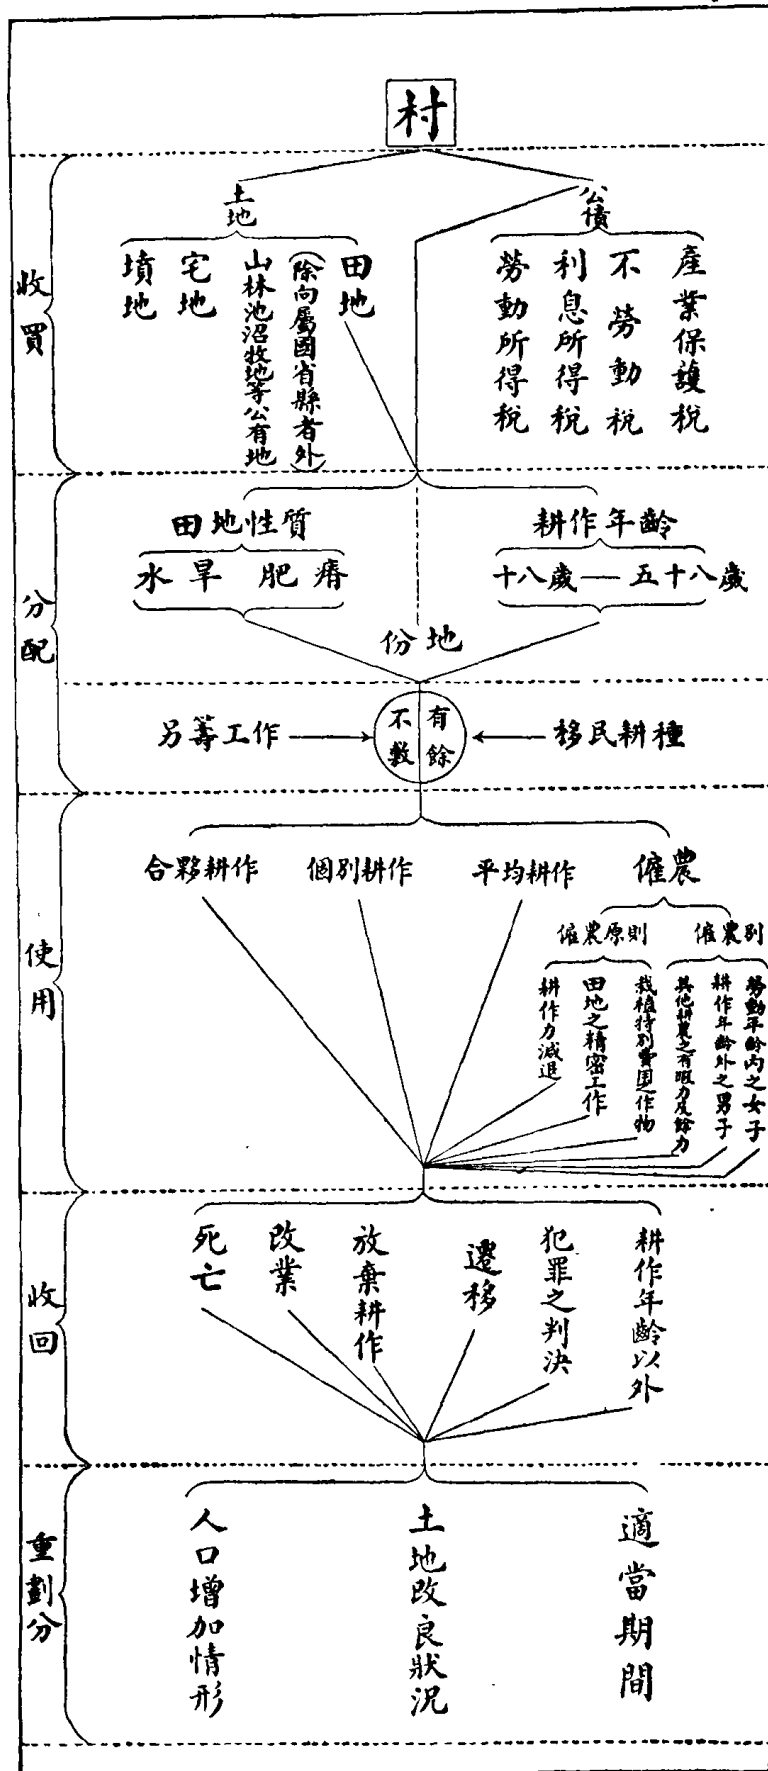 村
收買
公債
產業保護稅
不勞動稅
利息所得稅
勞動所得稅
土地
田地
(除向屬國省縣者外)
山林池沼牧地等公有地
宅地
墳地
分配
耕作年齡
十八歲—五十八歲
田地性質
水旱 肥瘠
份地
有餘
不敷
移民耕種
另籌工作
使用
僱農
平均耕作
個別耕作
合夥耕作
僱農別
勞動年齡內之女子
耕作年齡外之男子
其他耕農之有暇力及餘力
僱農原則
栽植特別費工之作物
田地之精密工作
耕作力減退
收回
耕作年齡以外
犯罪之判決
遷移
放棄耕作
改業
死亡
重劃分
適當期間
土地改良狀況
人口增加情形